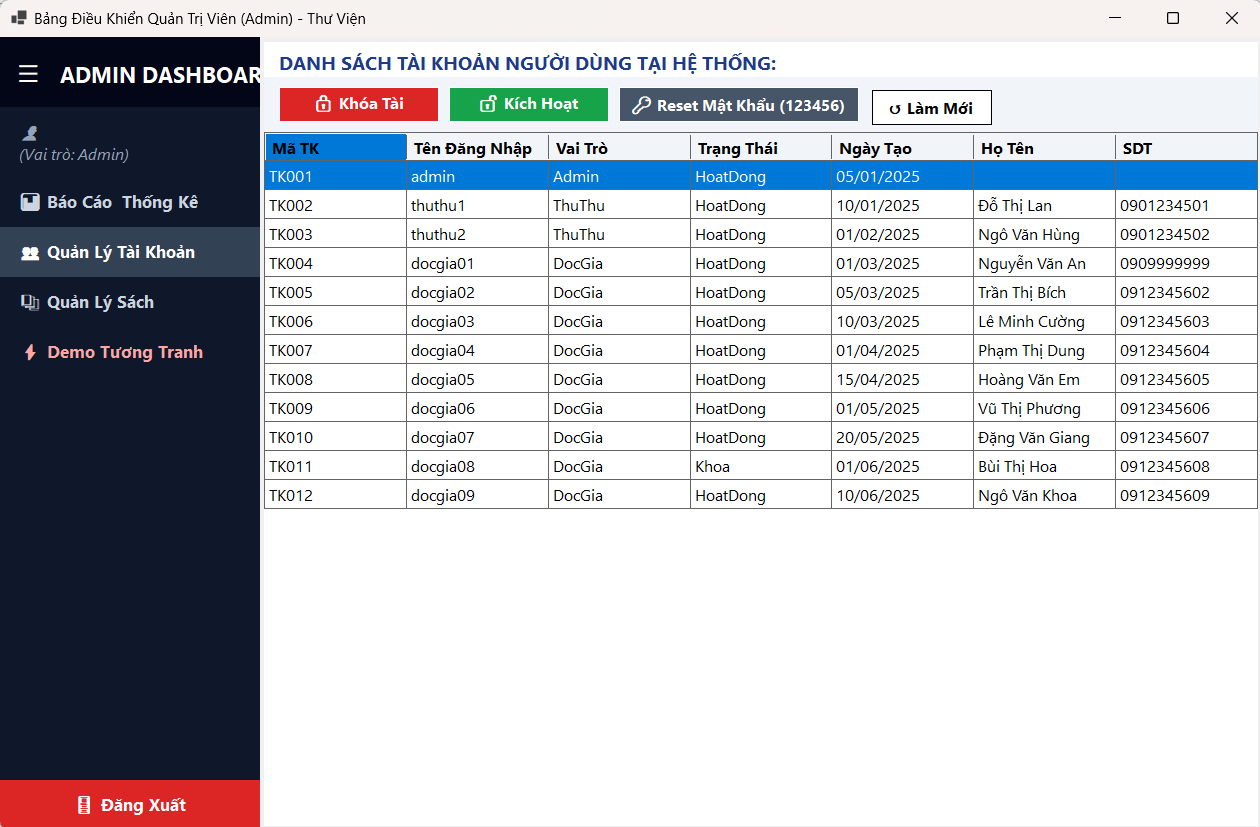 Bảng Điều Khiển Quản Trị Viên (Admin) - Thư Viện
ADMIN DASHBOAR
(Vai trò: Admin)
Báo Cáo Thống Kê
Quản Lý Tài Khoản
Quản Lý Sách
Demo Tương Tranh
Đăng Xuất
DANH SÁCH TÀI KHOẢN NGƯỜI DÙNG TẠI HỆ THỐNG:
Khóa Tài Kích Hoạt Reset Mật Khẩu (123456) Làm Mới
Mã TK Tên Đăng Nhập Vai Trò Trạng Thái Ngày Tạo Họ Tên SDT
TK001 admin Admin HoatDong 05/01/2025
TK002 thuthu1 ThuThu HoatDong 10/01/2025 Đỗ Thị Lan 0901234501
TK003 thuthu2 ThuThu HoatDong 01/02/2025 Ngô Văn Hùng 0901234502
TK004 docgia01 DocGia HoatDong 01/03/2025 Nguyễn Văn An 0909999999
TK005 docgia02 DocGia HoatDong 05/03/2025 Trần Thị Bích 0912345602
TK006 docgia03 DocGia HoatDong 10/03/2025 Lê Minh Cường 0912345603
TK007 docgia04 DocGia HoatDong 01/04/2025 Phạm Thị Dung 0912345604
TK008 docgia05 DocGia HoatDong 15/04/2025 Hoàng Văn Em 0912345605
TK009 docgia06 DocGia HoatDong 01/05/2025 Vũ Thị Phương 0912345606
TK010 docgia07 DocGia HoatDong 20/05/2025 Đặng Văn Giang 0912345607
TK011 docgia08 DocGia Khoa 01/06/2025 Bùi Thị Hoa 0912345608
TK012 docgia09 DocGia HoatDong 10/06/2025 Ngô Văn Khoa 0912345609